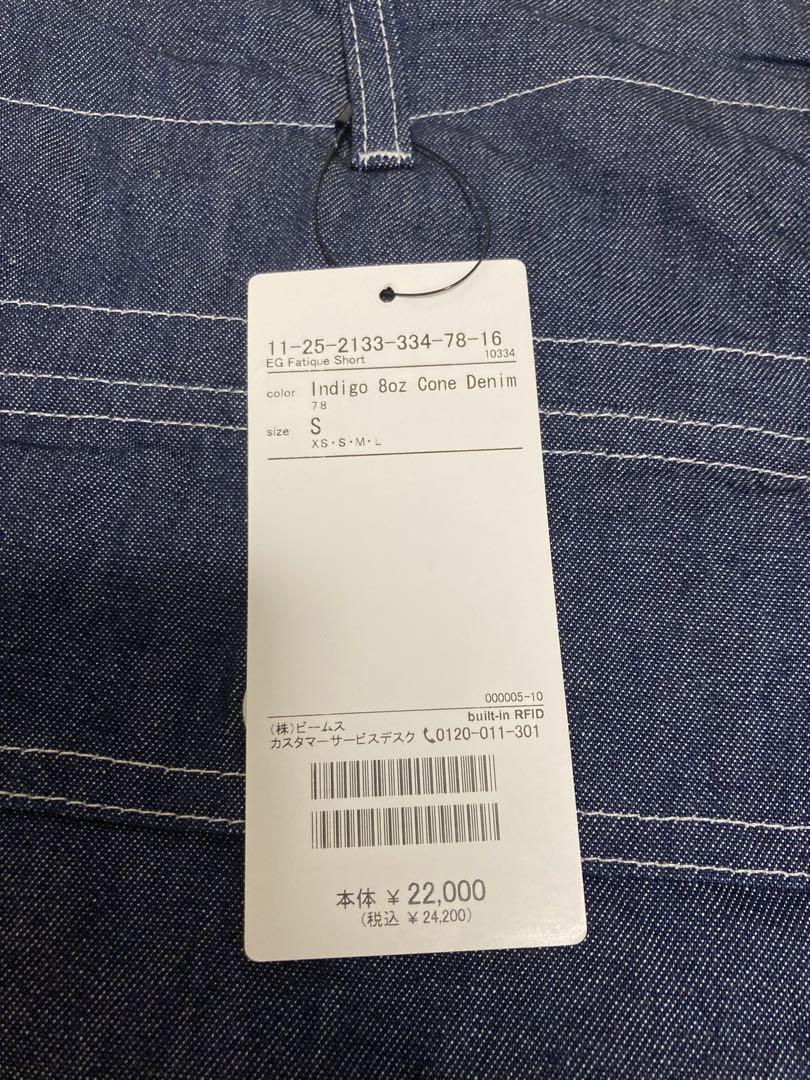 11-25-2133-334-78-16
EG Fatique Short 10334
color Indigo 8oz Cone Denim
78
size S
XS・S・M・L
000005-10
built-in RFID
(株)ビームス
カスタマーサービスデスク 0120-011-301
本体 ¥ 22,000
(税込 ¥ 24,200)